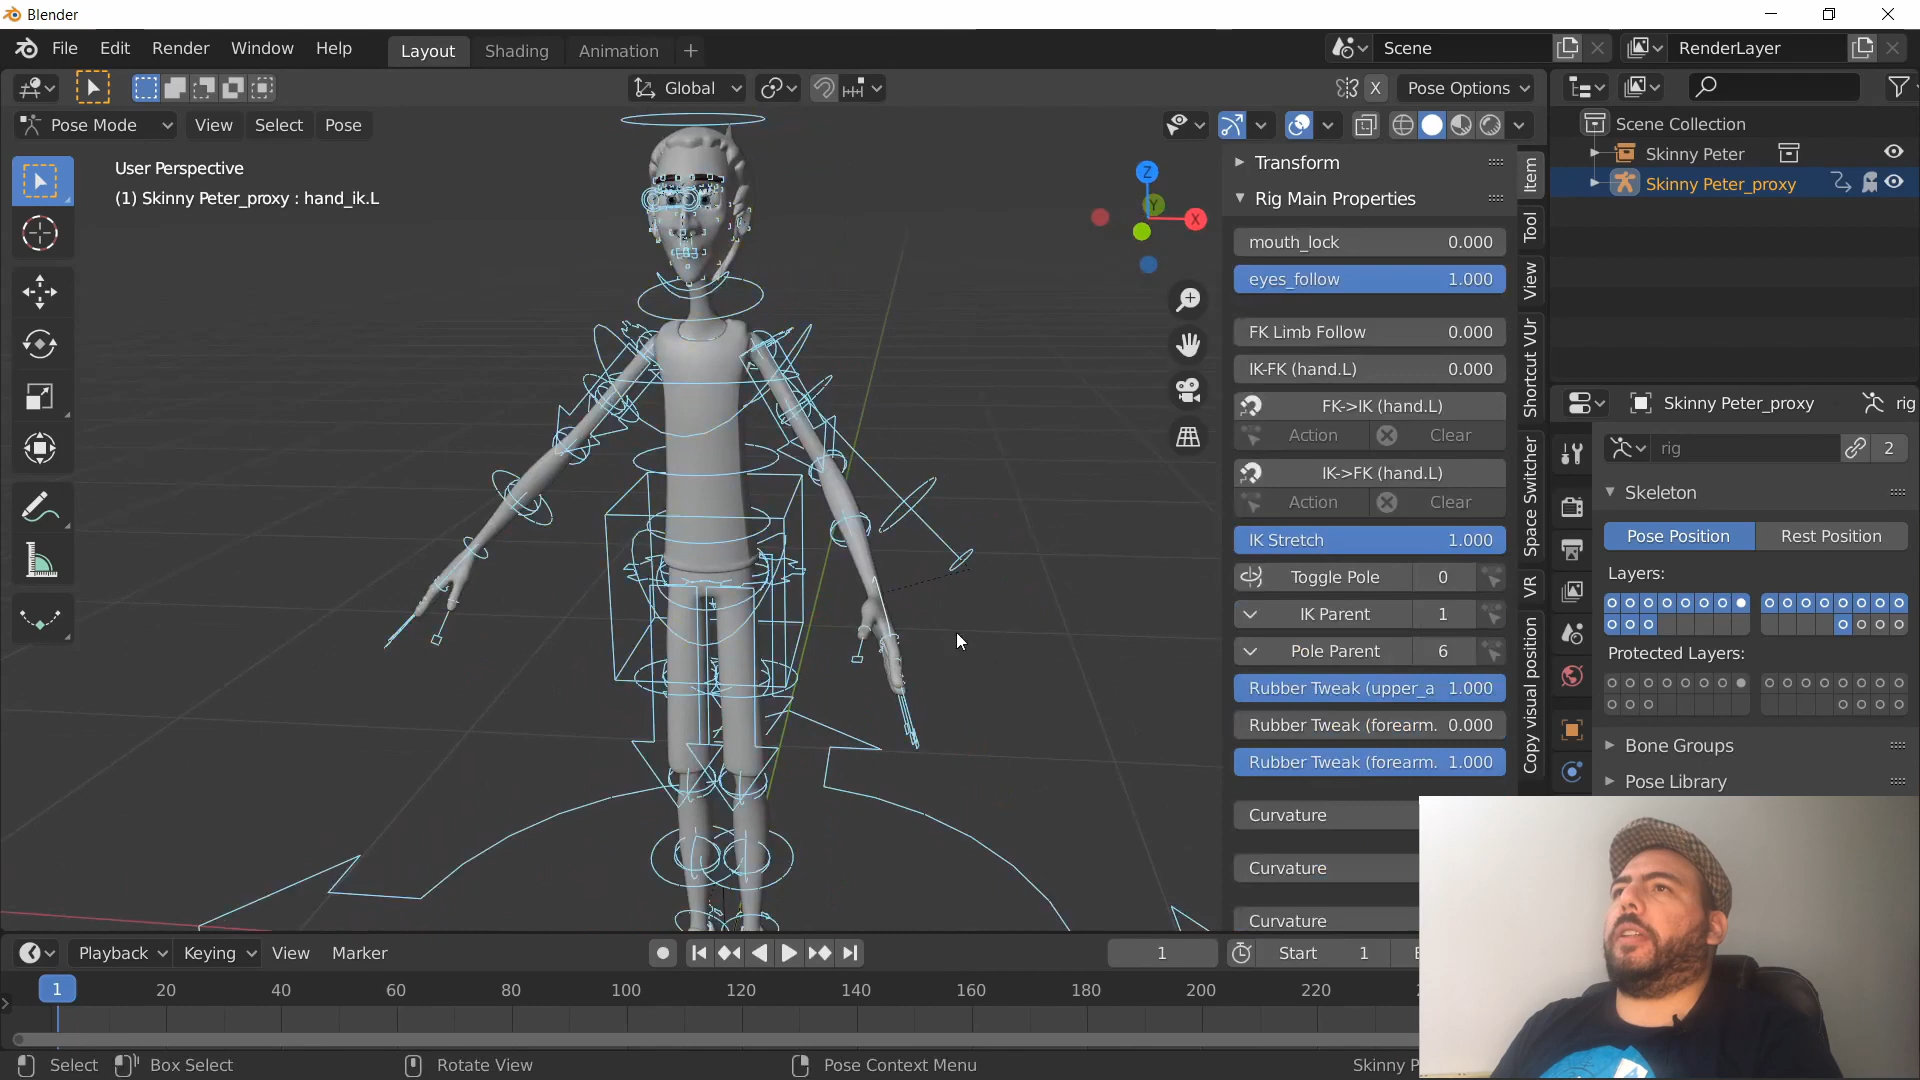 Blender
File Edit Render Window Help Layout Shading Animation Scene RenderLayer
Global X Pose Options
Pose Mode View Select Pose
Scene Collection
Skinny Peter
Skinny Peter_proxy
User Perspective
(1) Skinny Peter_proxy : hand_ik.L
Z
Y
X
Transform
Rig Main Properties
mouth_lock 0.000
eyes_follow 1.000
FK Limb Follow 0.000
IK-FK (hand.L) 0.000
FK->IK (hand.L)
Action Clear
IK->FK (hand.L)
Action Clear
IK Stretch 1.000
Toggle Pole 0
IK Parent 1
Pole Parent 6
Rubber Tweak (upper_a 1.000
Rubber Tweak (forearm. 0.000
Rubber Tweak (forearm. 1.000
Curvature
Curvature
Curvature
Item
Tool
View
Shortcut VUr
Space Switcher
VR
Copy visual position
Skinny Peter_proxy rig
rig 2
Skeleton
Pose Position Rest Position
Layers:
Protected Layers:
Bone Groups
Pose Library
Playback Keying View Marker 1 Start 1
1 20 40 60 80 100 120 140 160 180 200 220
Select Box Select Rotate View Pose Context Menu Skinny P